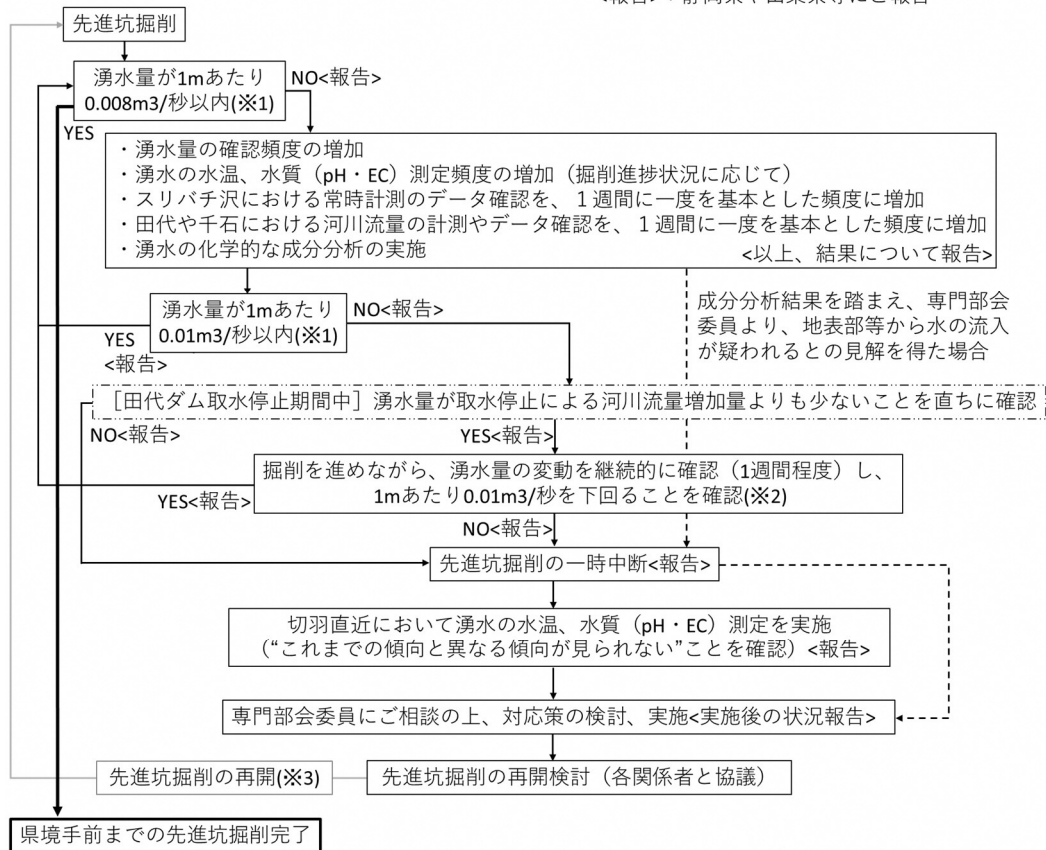 <報告>：静岡県や山梨県等にご報告
先進坑掘削
湧水量が1mあたり
0.008m3/秒以内(※1)
NO<報告>
YES
・湧水量の確認頻度の増加
・湧水の水温、水質（pH・EC）測定頻度の増加（掘削進捗状況に応じて）
・スリバチ沢における常時計測のデータ確認を、１週間に一度を基本とした頻度に増加
・田代や千石における河川流量の計測やデータ確認を、１週間に一度を基本とした頻度に増加
・湧水の化学的な成分分析の実施
<以上、結果について報告>
湧水量が1mあたり
0.01m3/秒以内(※1)
NO<報告>
YES
<報告>
成分分析結果を踏まえ、専門部会
委員より、地表部等から水の流入
が疑われるとの見解を得た場合
［田代ダム取水停止期間中］湧水量が取水停止による河川流量増加量よりも少ないことを直ちに確認
NO<報告>
YES<報告>
掘削を進めながら、湧水量の変動を継続的に確認（1週間程度）し、
1mあたり0.01m3/秒を下回ることを確認(※2)
YES<報告>
NO<報告>
先進坑掘削の一時中断<報告>
切羽直近において湧水の水温、水質（pH・EC）測定を実施
（“これまでの傾向と異なる傾向が見られない”ことを確認）<報告>
専門部会委員にご相談の上、対応策の検討、実施<実施後の状況報告>
先進坑掘削の再開(※3)
先進坑掘削の再開検討（各関係者と協議）
県境手前までの先進坑掘削完了